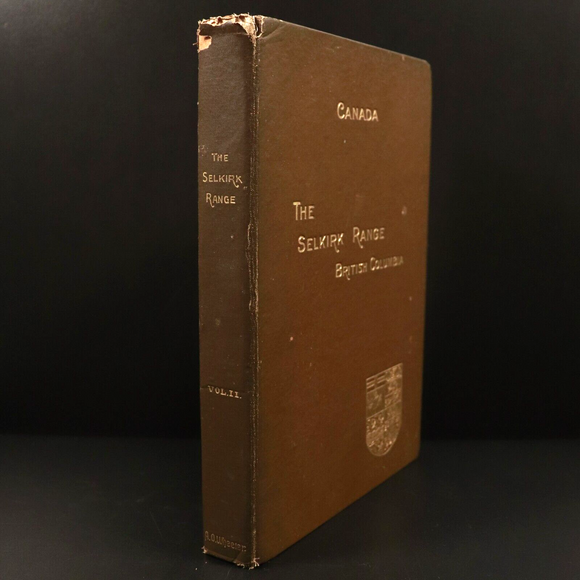 THE
SELKIRK
RANGE
VOL.II.
CANADA
THE
SELKIRK RANGE
BRITISH COLUMBIA